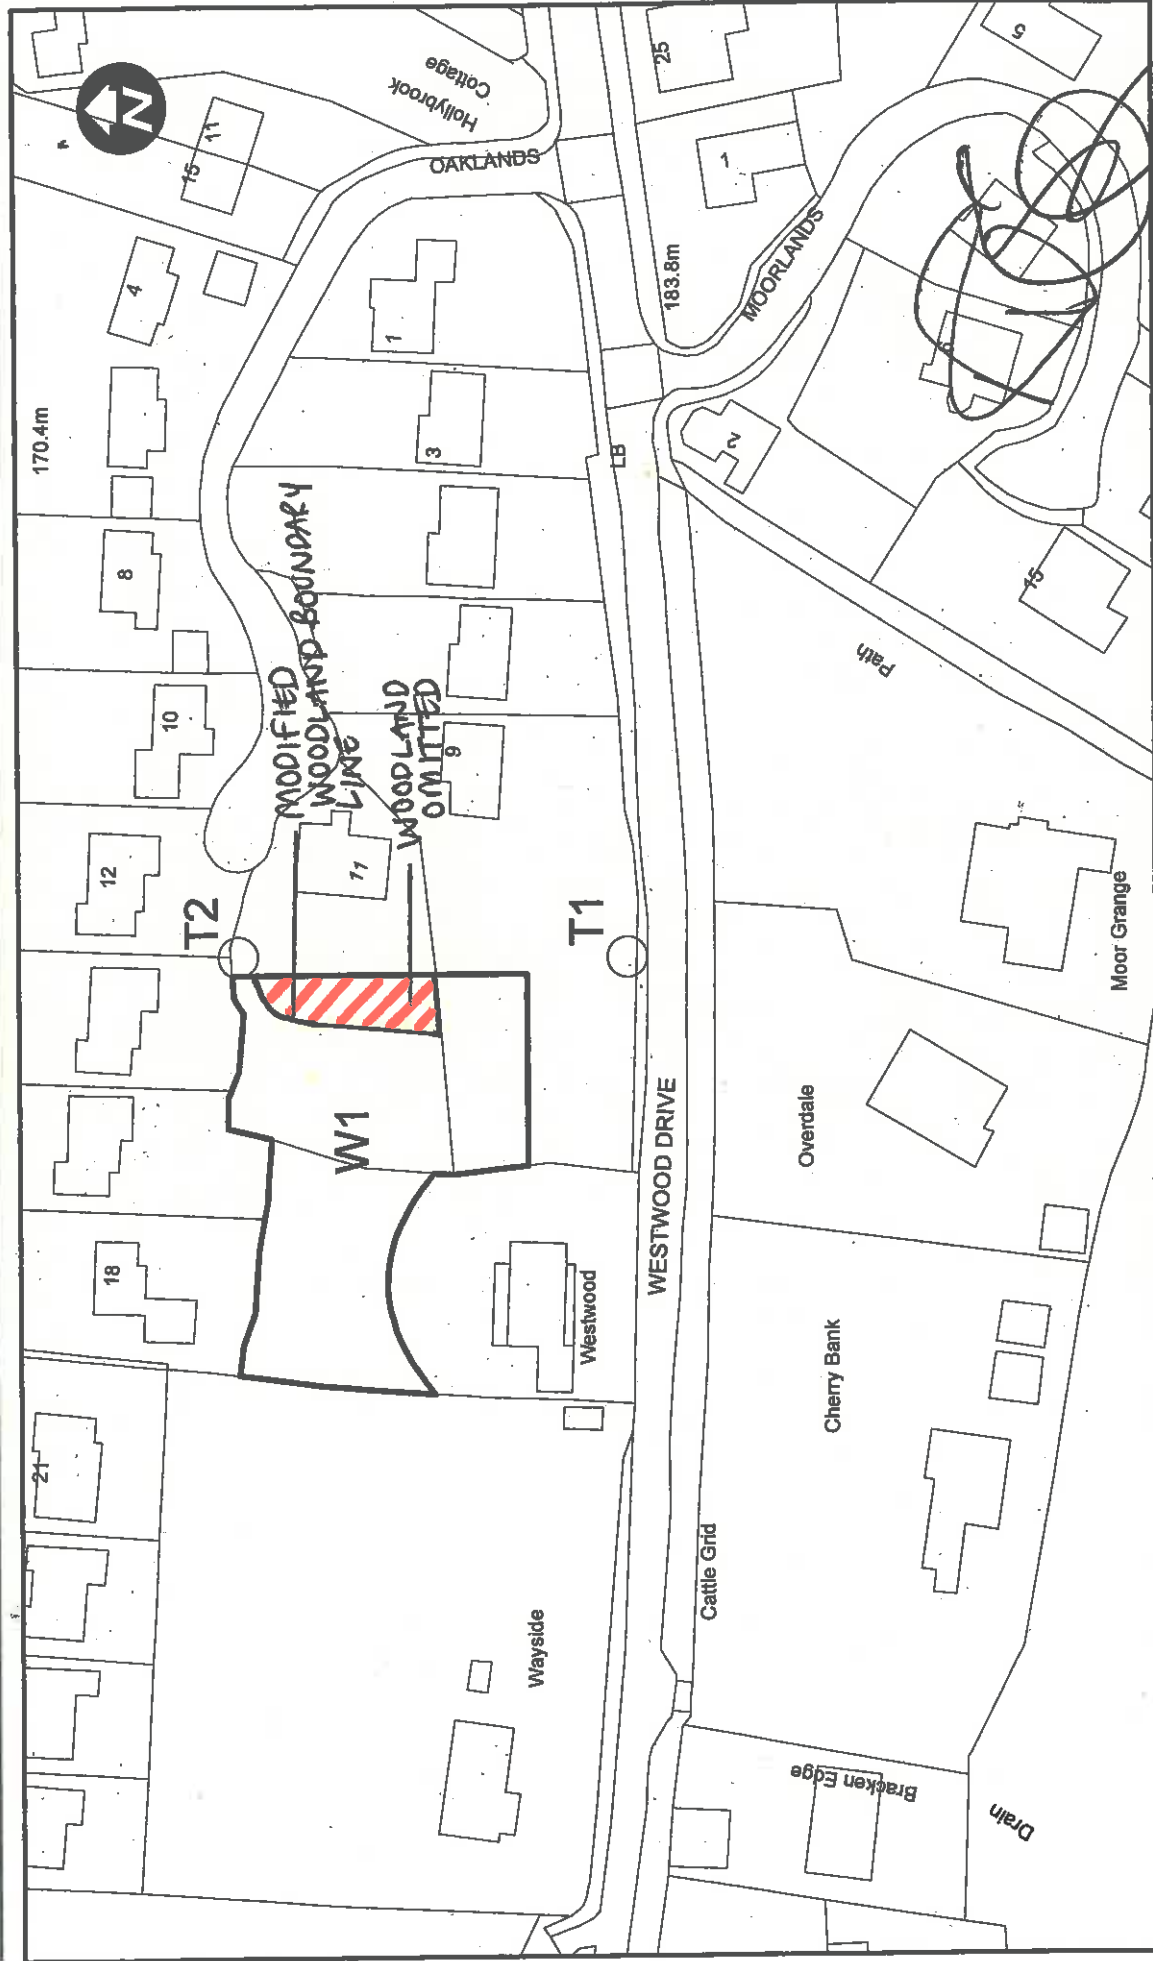 N
Hollybrook
Cottage
OAKLANDS
25
5
11
15
1
4
1
183.8m
MOORLANDS
3
170.4m
LB
2
8
15
MODIFIED
WOODLAND BOUNDARY
LINE
WOODLAND
OMITTED
Path
10
9
12
11
T2
T1
Moor Grange
W1
WESTWOOD DRIVE
Overdale
18
Westwood
Cherry Bank
21
Cattle Grid
Wayside
Bracken Edge
Drain